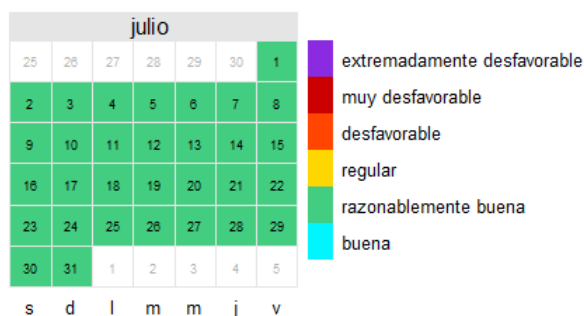 julio
25 26 27 28 29 30 1
2 3 4 5 6 7 8
9 10 11 12 13 14 15
16 17 18 19 20 21 22
23 24 25 26 27 28 29
30 31 1 2 3 4 5
s d l m m j v
extremadamente desfavorable
muy desfavorable
desfavorable
regular
razonablemente buena
buena